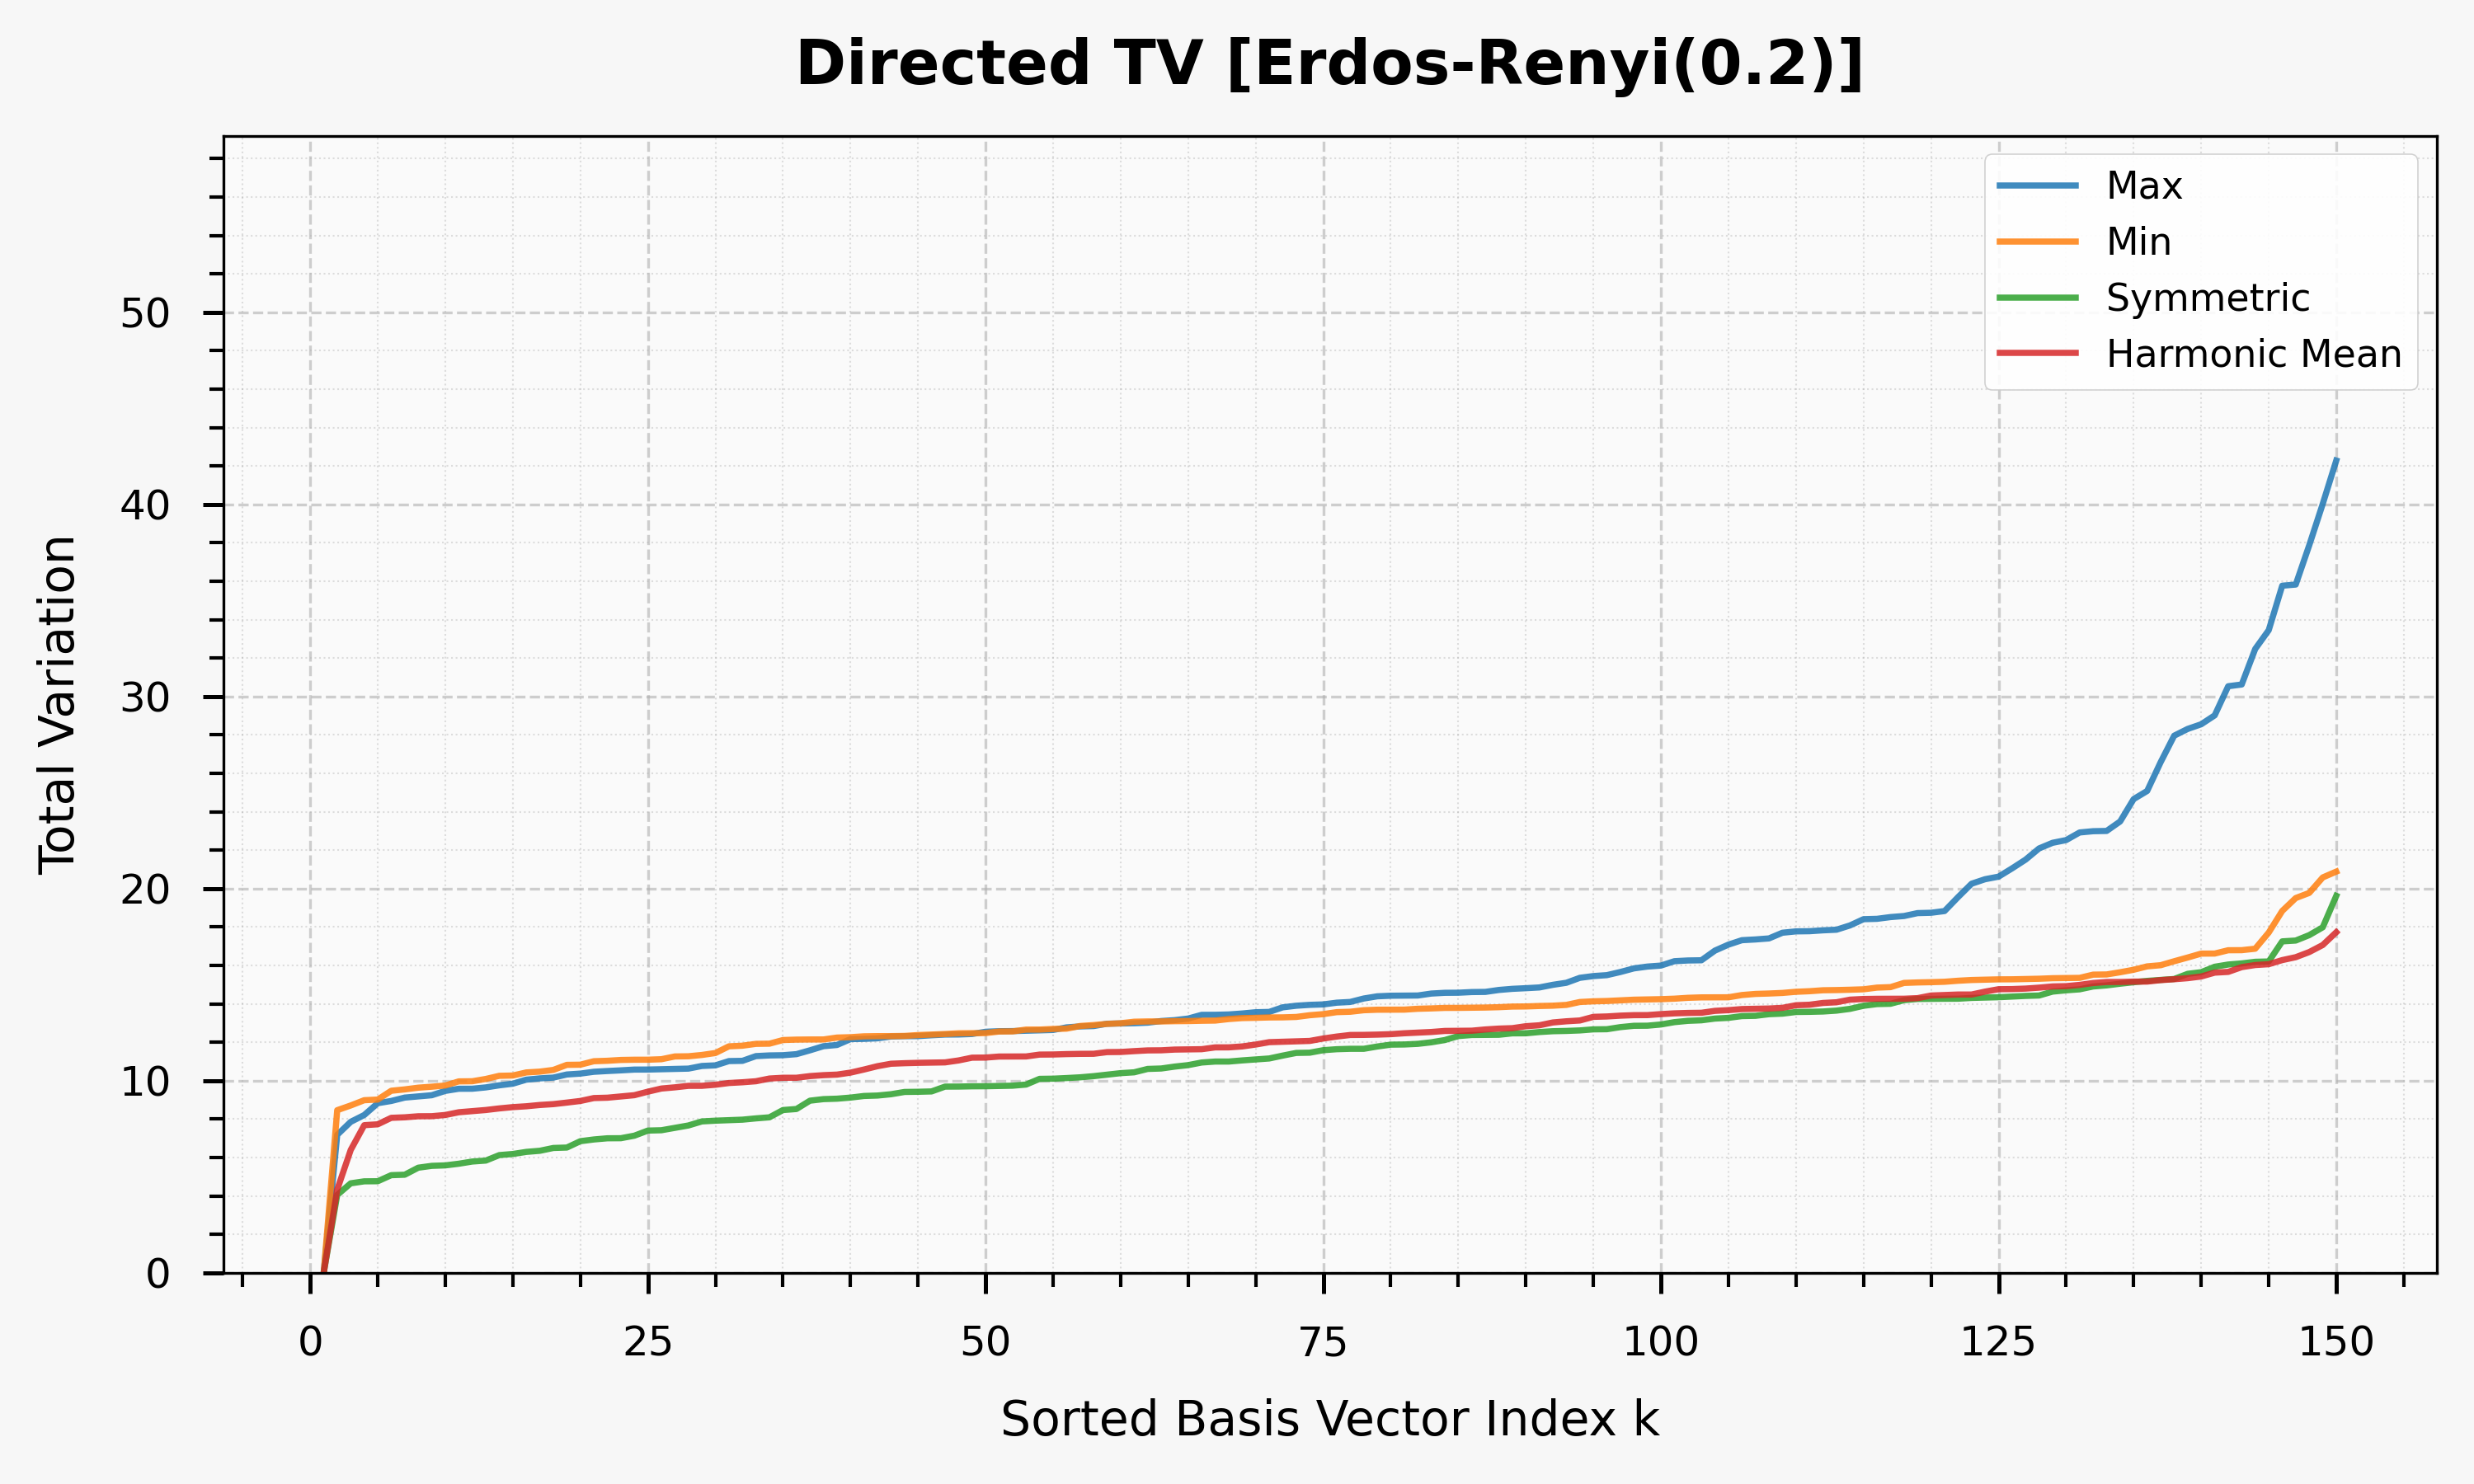 Directed TV [Erdos-Renyi(0.2)]
Max
Min
Symmetric
Harmonic Mean
Total Variation
50
40
30
20
10
0
0 25 50 75 100 125 150
Sorted Basis Vector Index k